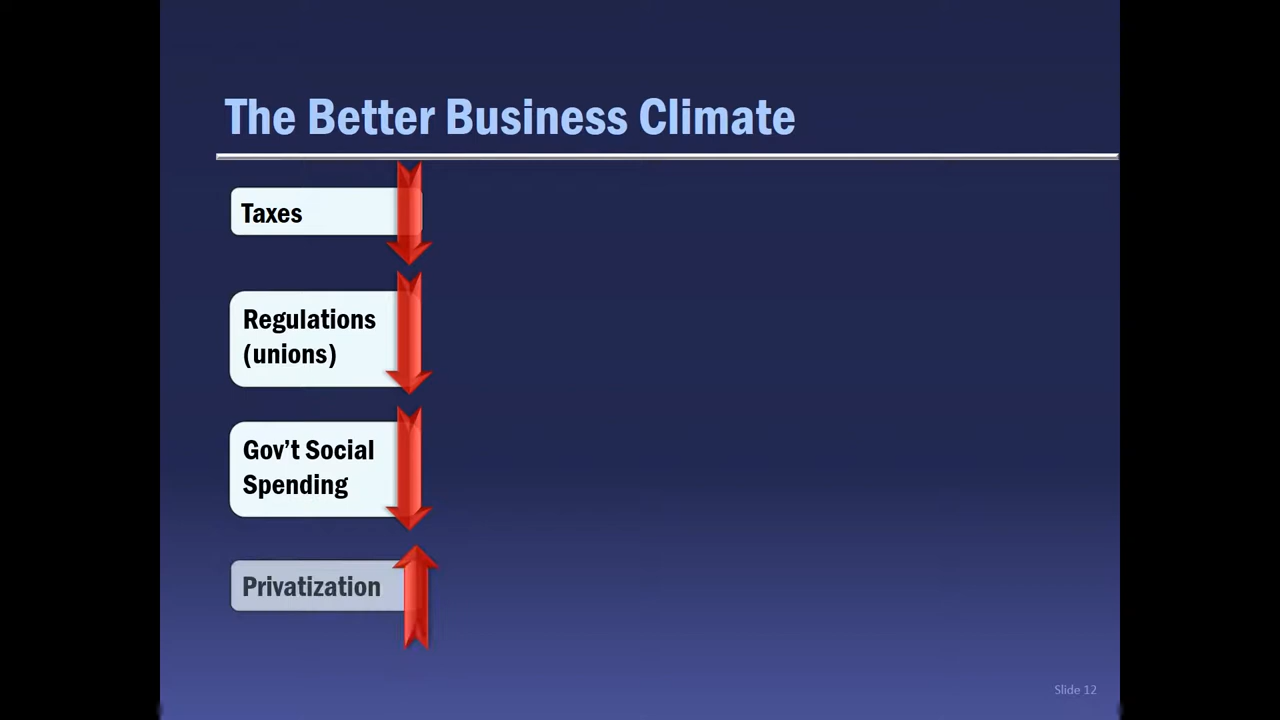 The Better Business Climate
Taxes
Regulations
(unions)
Gov’t Social
Spending
Privatization
Slide 12